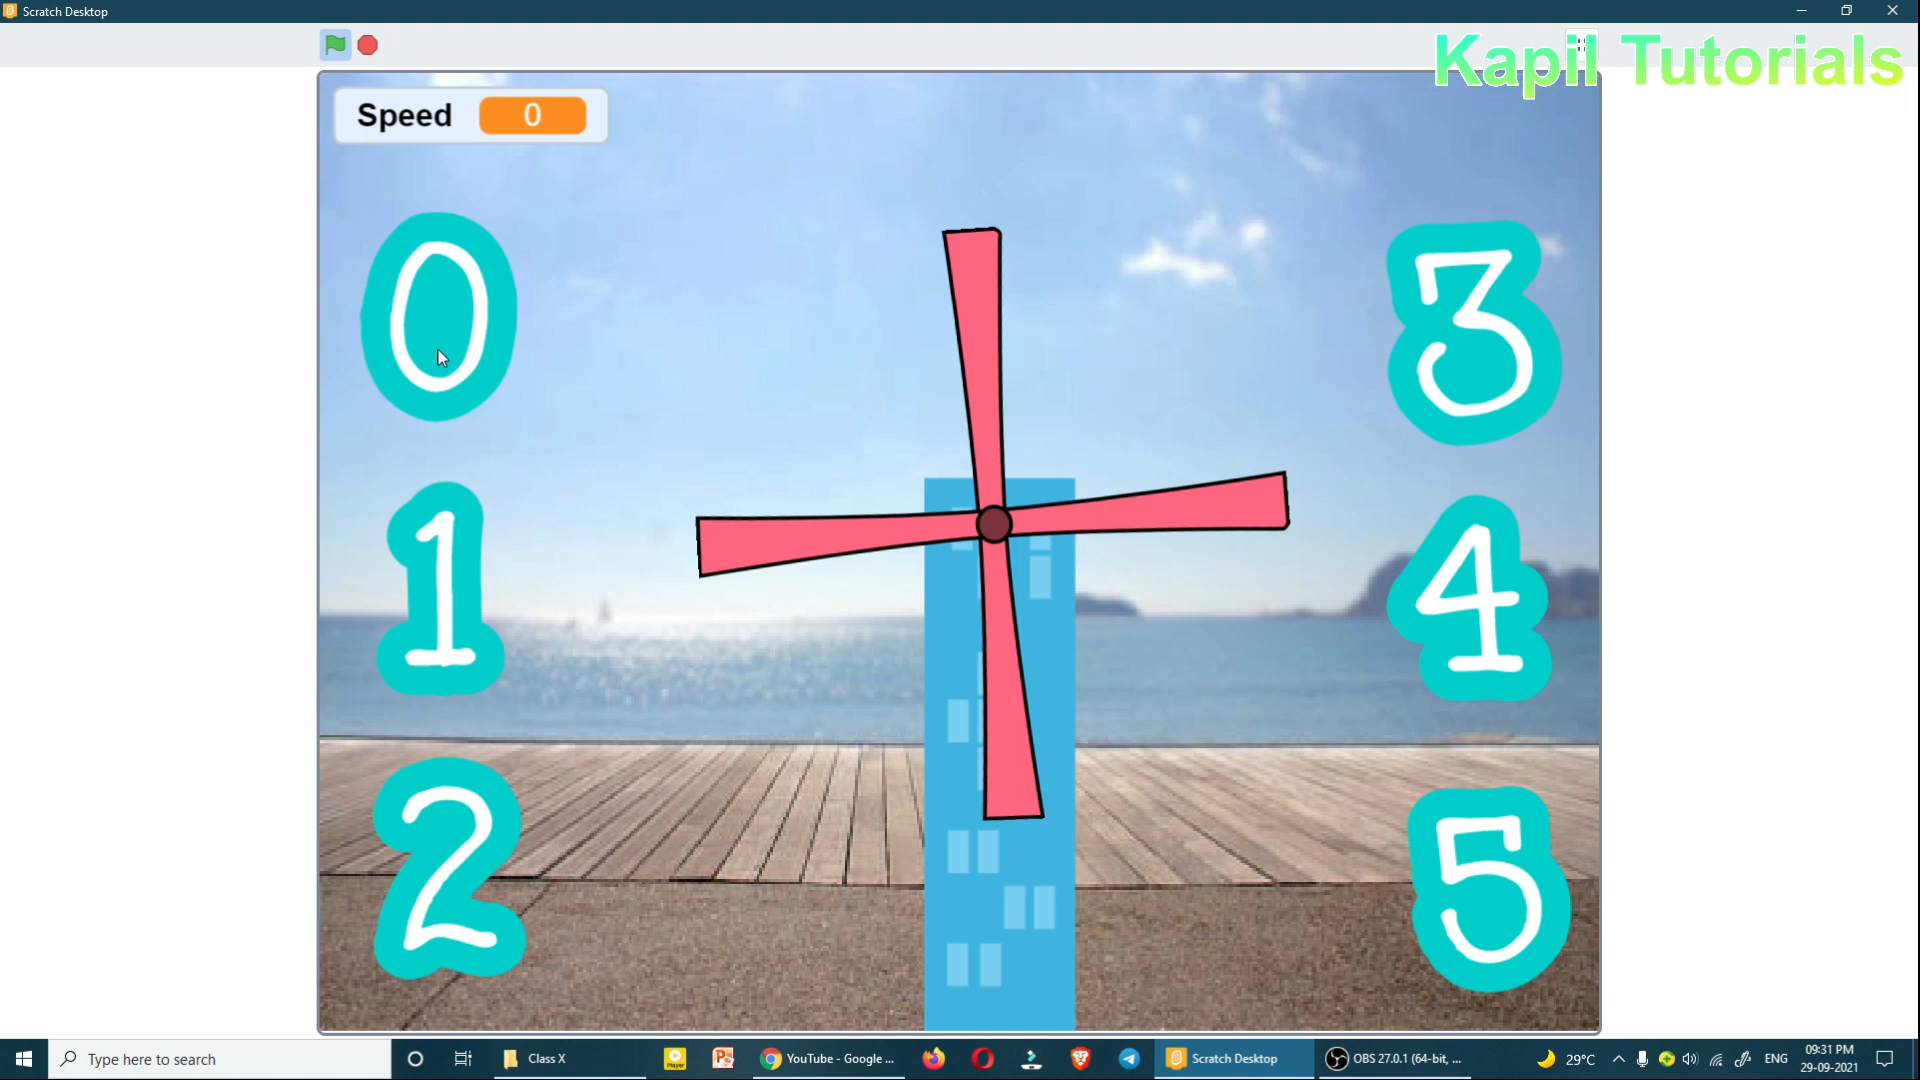 Scratch Desktop
Kapil Tutorials
Speed 0
0
3
1
4
2
5
Type here to search
Class X
Player
YouTube - Google ...
Scratch Desktop
OBS 27.0.1 (64-bit, ...
29°C
ENG
09:31 PM
29-09-2021